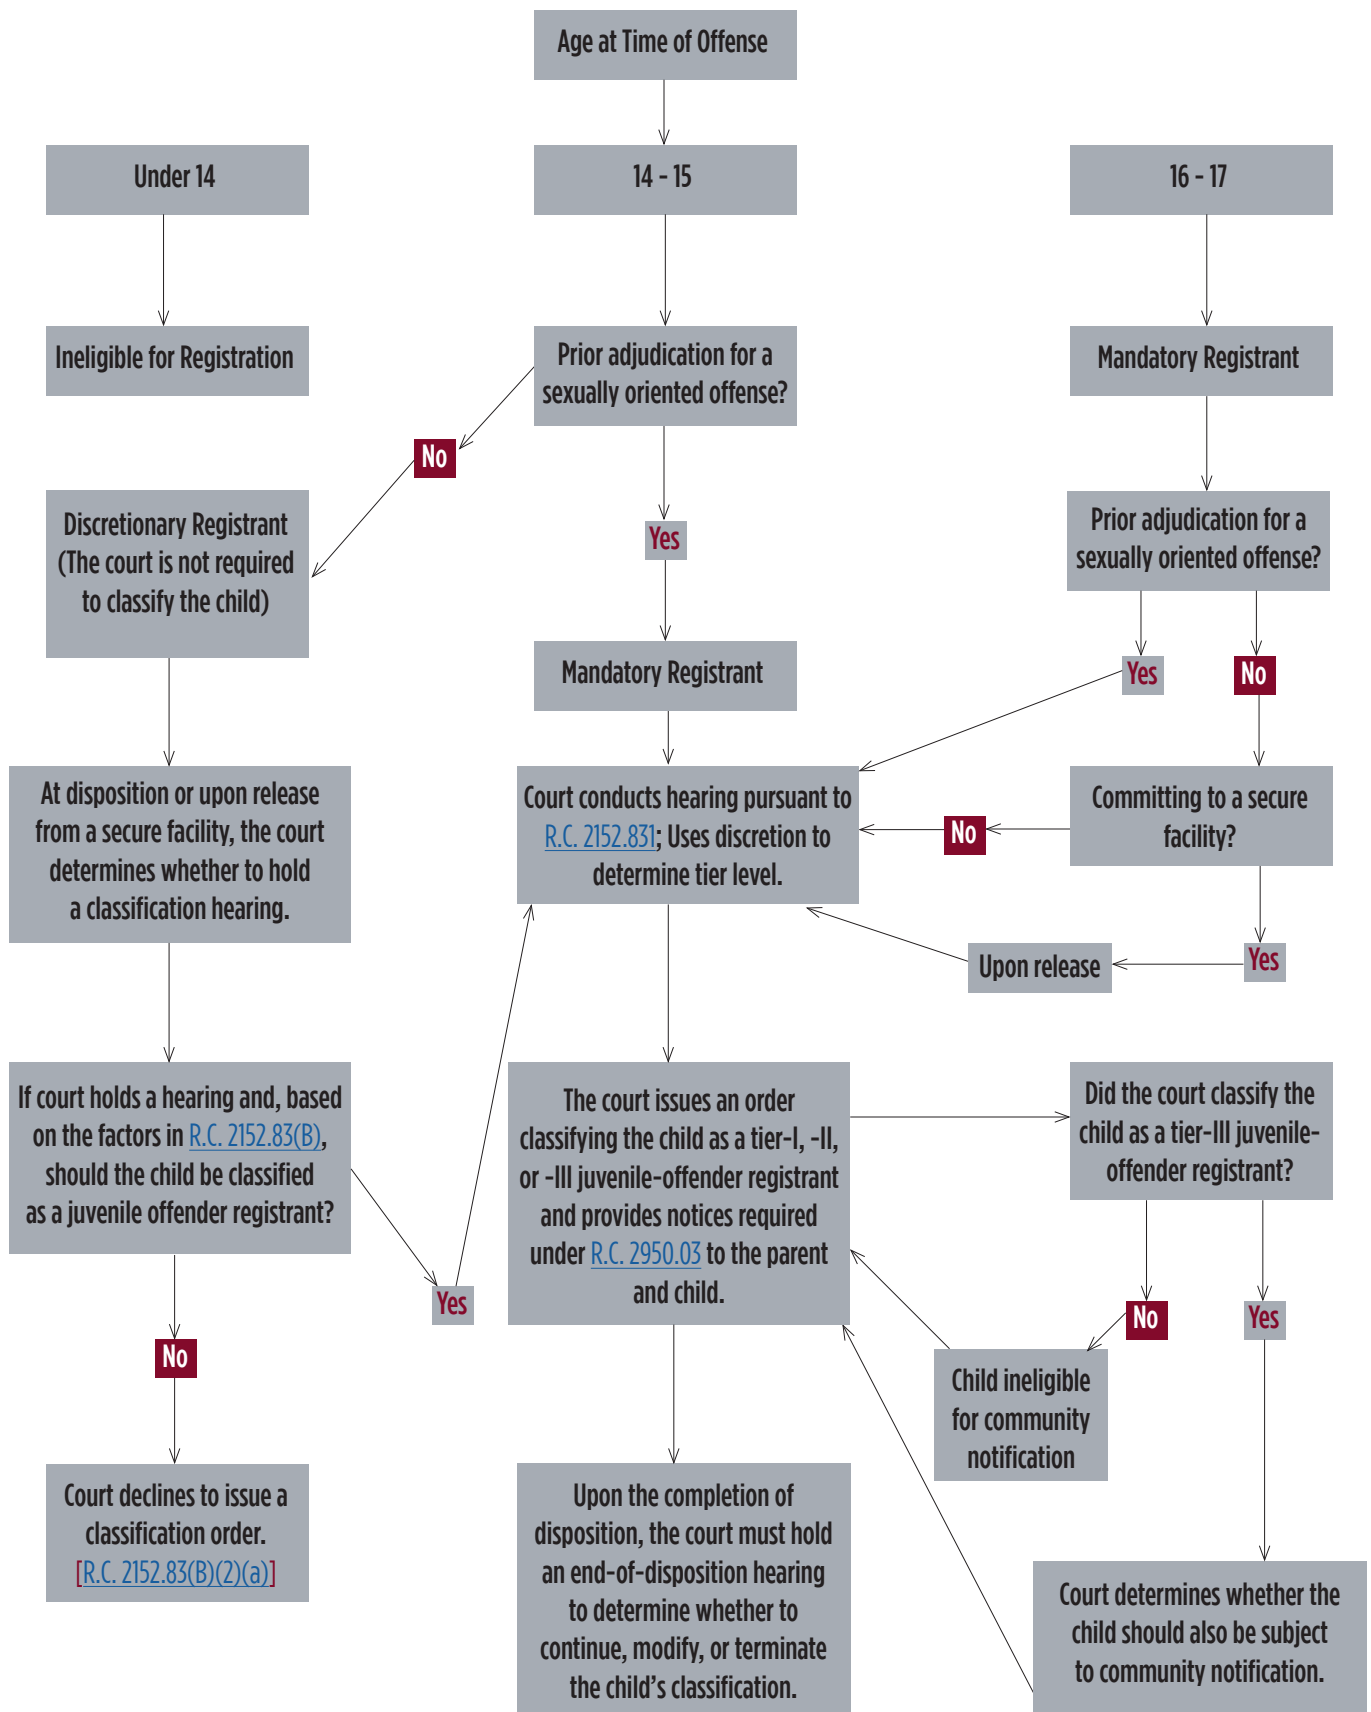 Age at Time of Offense
Under 14
14 - 15
16 - 17
Ineligible for Registration
Prior adjudication for a
sexually oriented offense?
Mandatory Registrant
No
Discretionary Registrant
(The court is not required
to classify the child)
Yes
Prior adjudication for a
sexually oriented offense?
Mandatory Registrant
Yes
No
At disposition or upon release
from a secure facility, the court
determines whether to hold
a classification hearing.
Court conducts hearing pursuant to
R.C. 2152.831; Uses discretion to
determine tier level.
No
Committing to a secure
facility?
Upon release
Yes
If court holds a hearing and, based
on the factors in R.C. 2152.83(B),
should the child be classified
as a juvenile offender registrant?
Yes
The court issues an order
classifying the child as a tier-I, -II,
or -III juvenile-offender registrant
and provides notices required
under R.C. 2950.03 to the parent
and child.
Did the court classify the
child as a tier-III juvenile-
offender registrant?
No
Yes
No
Child ineligible
for community
notification
Court declines to issue a
classification order.
[R.C. 2152.83(B)(2)(a)]
Upon the completion of
disposition, the court must hold
an end-of-disposition hearing
to determine whether to
continue, modify, or terminate
the child's classification.
Court determines whether the
child should also be subject
to community notification.